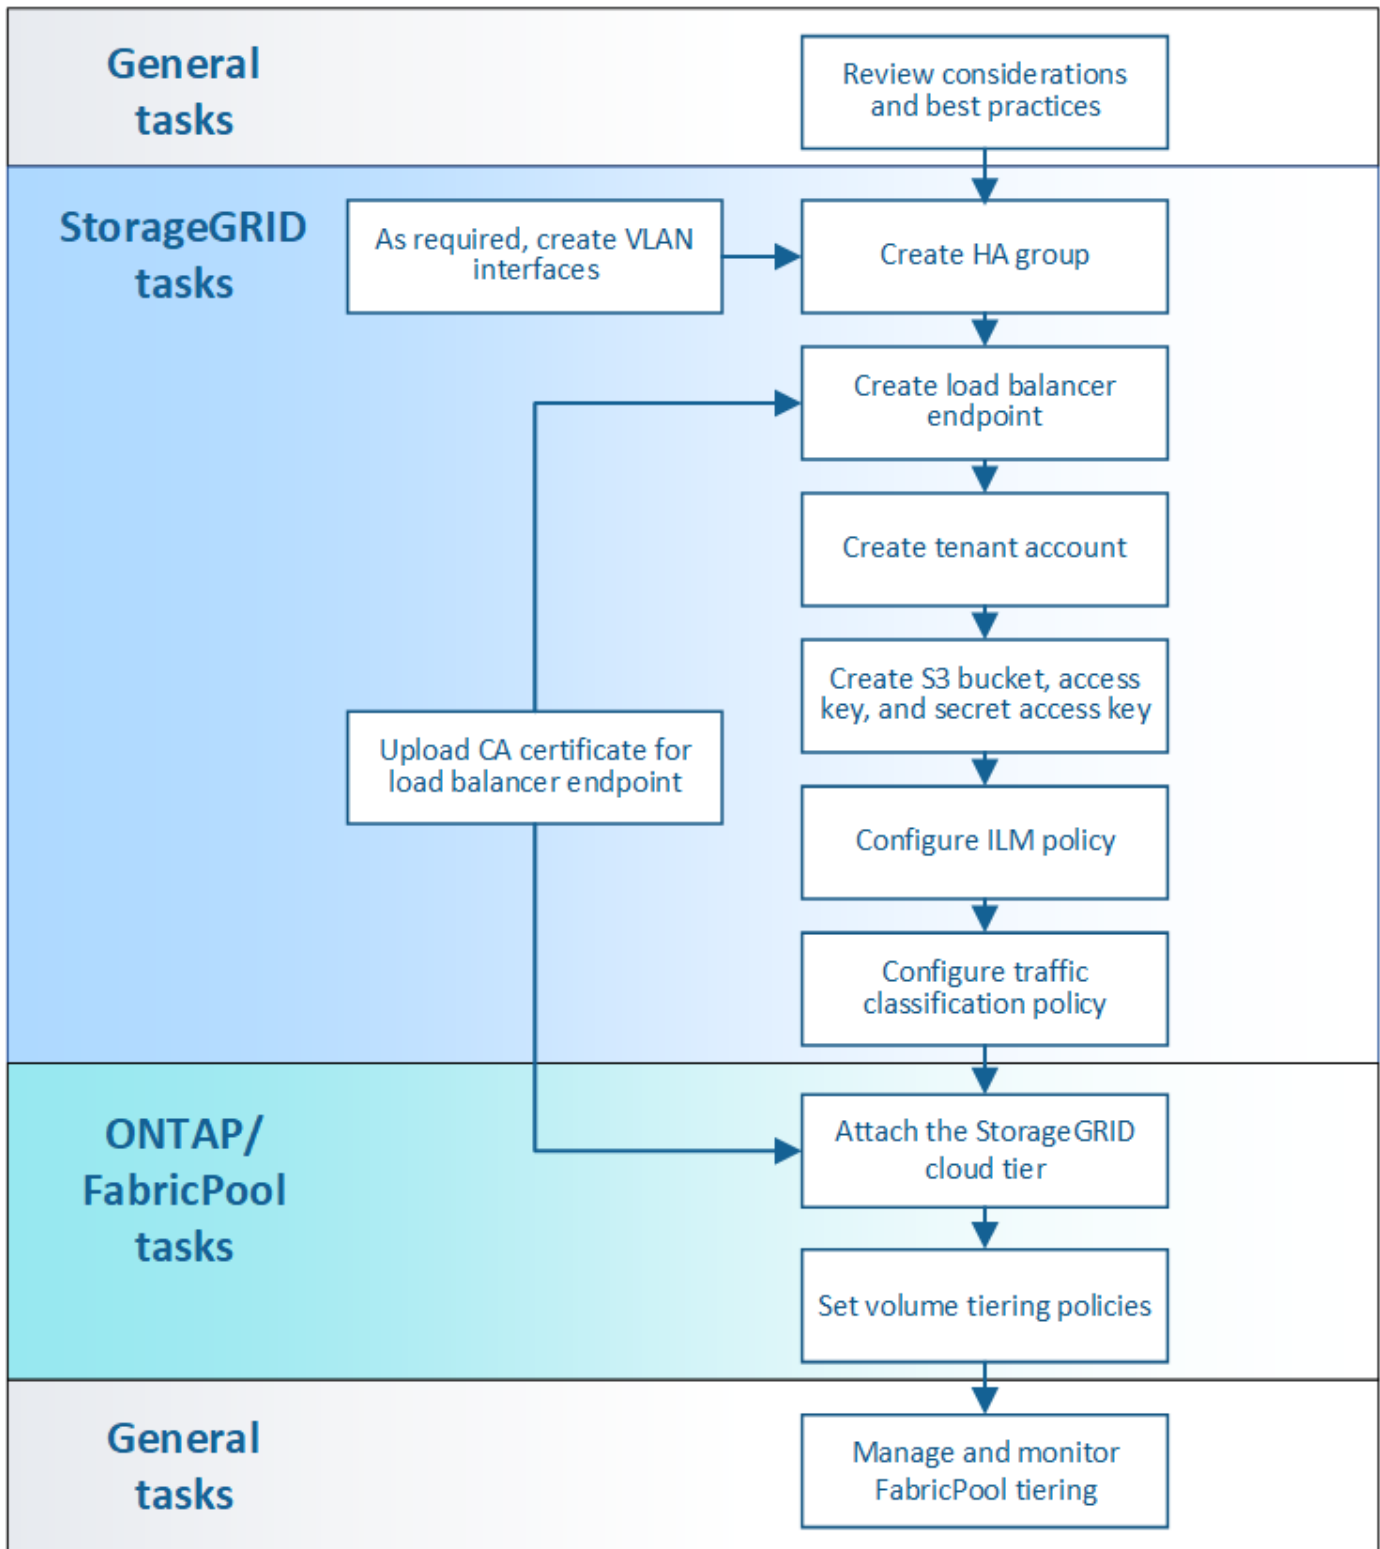 General
tasks
Review considerations
and best practices
StorageGRID
tasks
As required, create VLAN
interfaces
Create HA group
Create load balancer
endpoint
Create tenant account
Create S3 bucket, access
key, and secret access key
Upload CA certificate for
load balancer endpoint
Configure ILM policy
Configure traffic
classification policy
ONTAP/
FabricPool
tasks
Attach the StorageGRID
cloud tier
Set volume tiering policies
General
tasks
Manage and monitor
FabricPool tiering